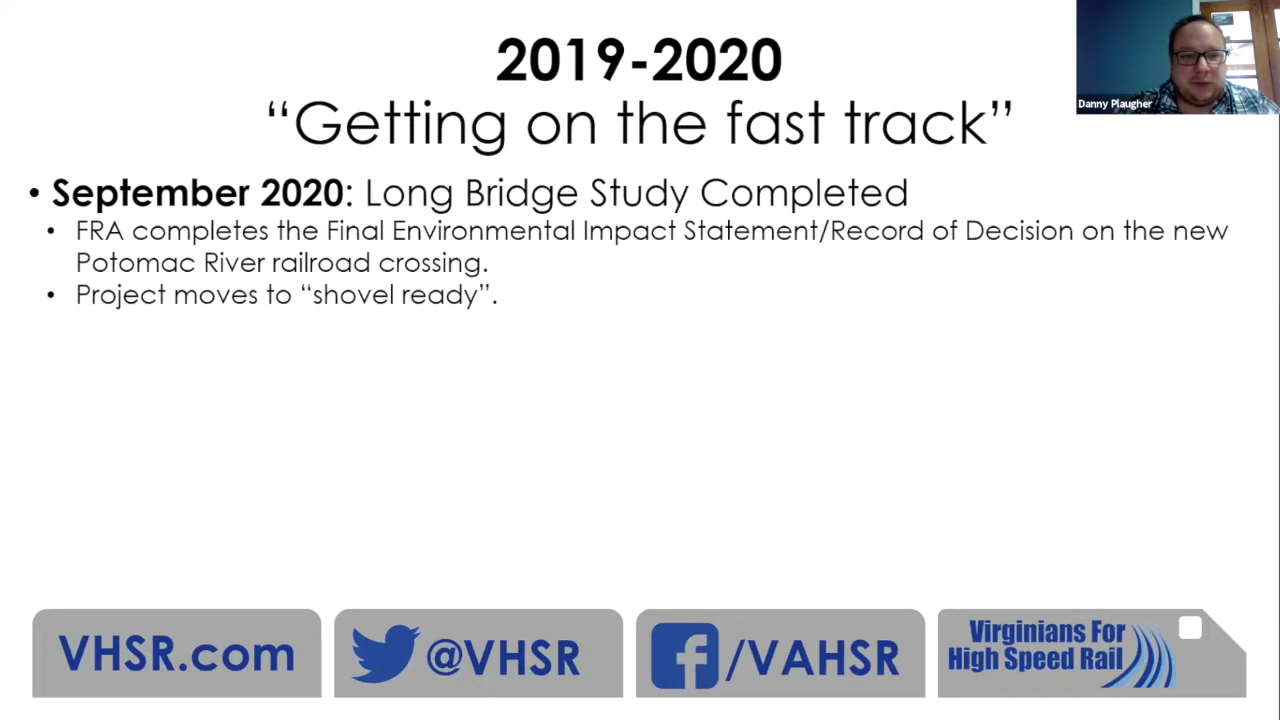 2019-2020
“Getting on the fast track”
Danny Plaugher
• September 2020: Long Bridge Study Completed
• FRA completes the Final Environmental Impact Statement/Record of Decision on the new
Potomac River railroad crossing.
• Project moves to “shovel ready”.
VHSR.com
@VHSR
f/VAHSR
Virginians For
High Speed Rail